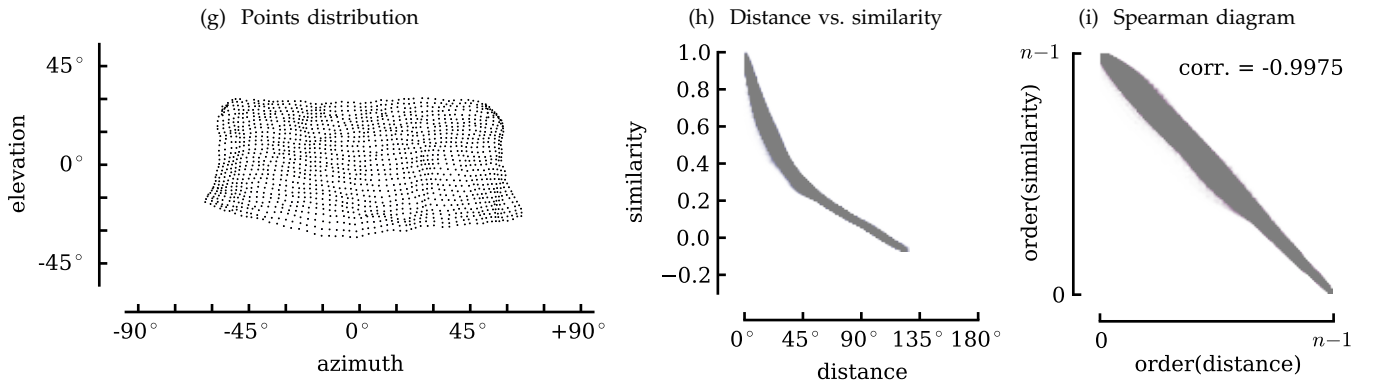 (g) Points distribution
45°
0°
-45°
elevation
-90° -45° 0° 45° +90°
azimuth
(h) Distance vs. similarity
1.0
0.8
0.6
0.4
0.2
0.0
−0.2
similarity
0° 45° 90° 135° 180°
distance
(i) Spearman diagram
n−1
corr. = -0.9975
order(similarity)
0
0 n−1
order(distance)